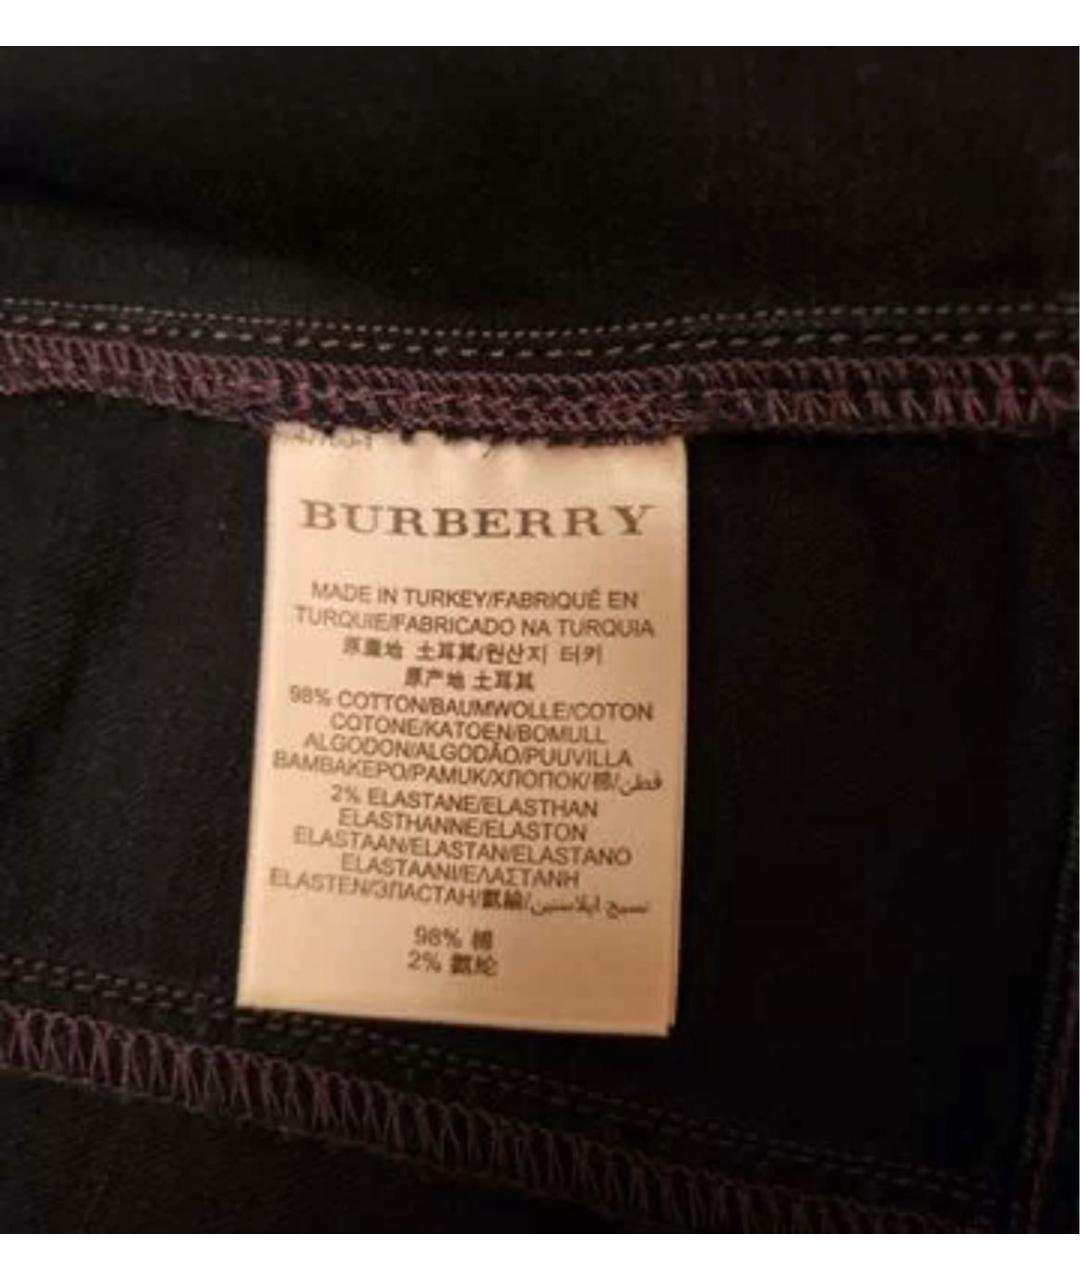 BURBERRY
MADE IN TURKEY/FABRIQUÉ EN
TURQUIE/FABRICADO NA TURQUIA
原產地 土耳其/원산지 터키
原产地 土耳其
98% COTTON/BAUMWOLLE/COTON
COTONE/KATOEN/BOMULL
ALGODON/ALGODÃO/PUUVILLA
ΒΑΜΒΑΚΕΡΟ/PAMUK/ХЛОПОК/棉/قطن
2% ELASTANE/ELASTHAN
ELASTHANNE/ELASTON
ELASTAAN/ELASTAN/ELASTANO
ELASTAANI/ΕΛΑΣΤΑΝΗ
ELASTEN/ЭЛАСТАН/氨綸/نسيج ايلاستين
98% 棉
2% 氨纶